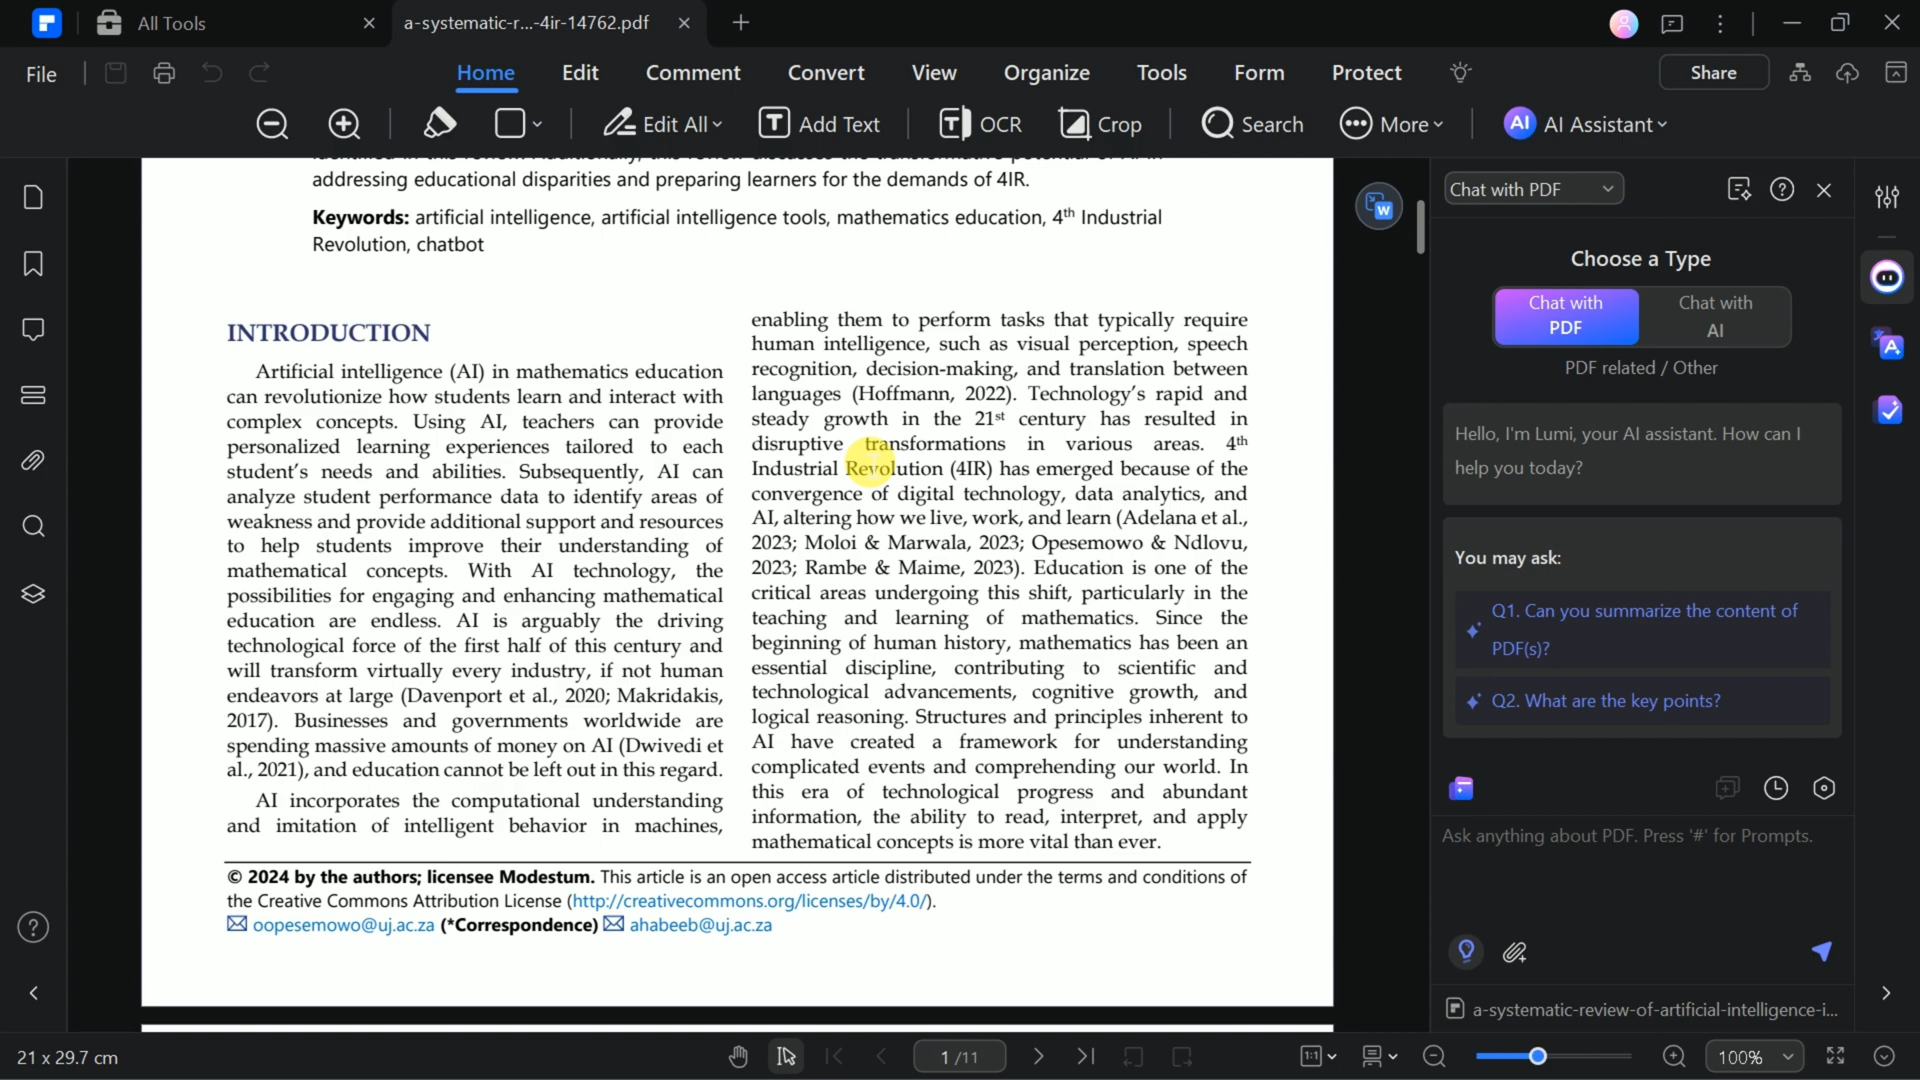 All Tools
a-systematic-r...-4ir-14762.pdf
File
Home
Edit
Comment
Convert
View
Organize
Tools
Form
Protect
Share
Edit All
Add Text
OCR
Crop
Search
More
AI Assistant
addressing educational disparities and preparing learners for the demands of 4IR.
Keywords: artificial intelligence, artificial intelligence tools, mathematics education, 4th Industrial
Revolution, chatbot
INTRODUCTION
Artificial intelligence (AI) in mathematics education
can revolutionize how students learn and interact with
complex concepts. Using AI, teachers can provide
personalized learning experiences tailored to each
student's needs and abilities. Subsequently, AI can
analyze student performance data to identify areas of
weakness and provide additional support and resources
to help students improve their understanding of
mathematical concepts. With AI technology, the
possibilities for engaging and enhancing mathematical
education are endless. AI is arguably the driving
technological force of the first half of this century and
will transform virtually every industry, if not human
endeavors at large (Davenport et al., 2020; Makridakis,
2017). Businesses and governments worldwide are
spending massive amounts of money on AI (Dwivedi et
al., 2021), and education cannot be left out in this regard.
AI incorporates the computational understanding
and imitation of intelligent behavior in machines,
enabling them to perform tasks that typically require
human intelligence, such as visual perception, speech
recognition, decision-making, and translation between
languages (Hoffmann, 2022). Technology's rapid and
steady growth in the 21st century has resulted in
disruptive transformations in various areas. 4th
Industrial Revolution (4IR) has emerged because of the
convergence of digital technology, data analytics, and
AI, altering how we live, work, and learn (Adelana et al.,
2023; Moloi & Marwala, 2023; Opesemowo & Ndlovu,
2023; Rambe & Maime, 2023). Education is one of the
critical areas undergoing this shift, particularly in the
teaching and learning of mathematics. Since the
beginning of human history, mathematics has been an
essential discipline, contributing to scientific and
technological advancements, cognitive growth, and
logical reasoning. Structures and principles inherent to
AI have created a framework for understanding
complicated events and comprehending our world. In
this era of technological progress and abundant
information, the ability to read, interpret, and apply
mathematical concepts is more vital than ever.
© 2024 by the authors; licensee Modestum. This article is an open access article distributed under the terms and conditions of
the Creative Commons Attribution License (http://creativecommons.org/licenses/by/4.0/).
oopesemowo@uj.ac.za (*Correspondence) ahabeeb@uj.ac.za
Chat with PDF
Choose a Type
Chat with
PDF
Chat with
AI
PDF related / Other
Hello, I'm Lumi, your AI assistant. How can I
help you today?
You may ask:
Q1. Can you summarize the content of
PDF(s)?
Q2. What are the key points?
Ask anything about PDF. Press '#' for Prompts.
a-systematic-review-of-artificial-intelligence-i...
21 x 29.7 cm
1 /11
100%